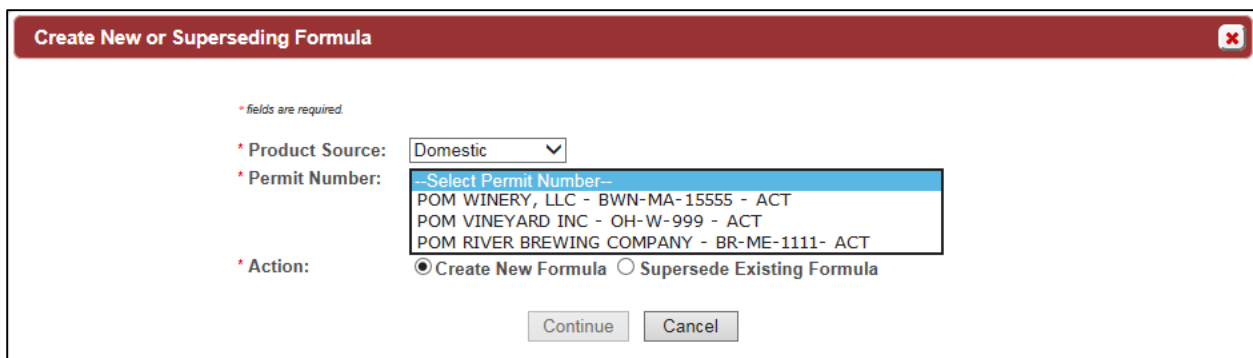 Create New or Superseding Formula
* fields are required.
* Product Source: Domestic
* Permit Number: --Select Permit Number--
POM WINERY, LLC - BWN-MA-15555 - ACT
POM VINEYARD INC - OH-W-999 - ACT
POM RIVER BREWING COMPANY - BR-ME-1111- ACT
* Action: Create New Formula Supersede Existing Formula
Continue Cancel